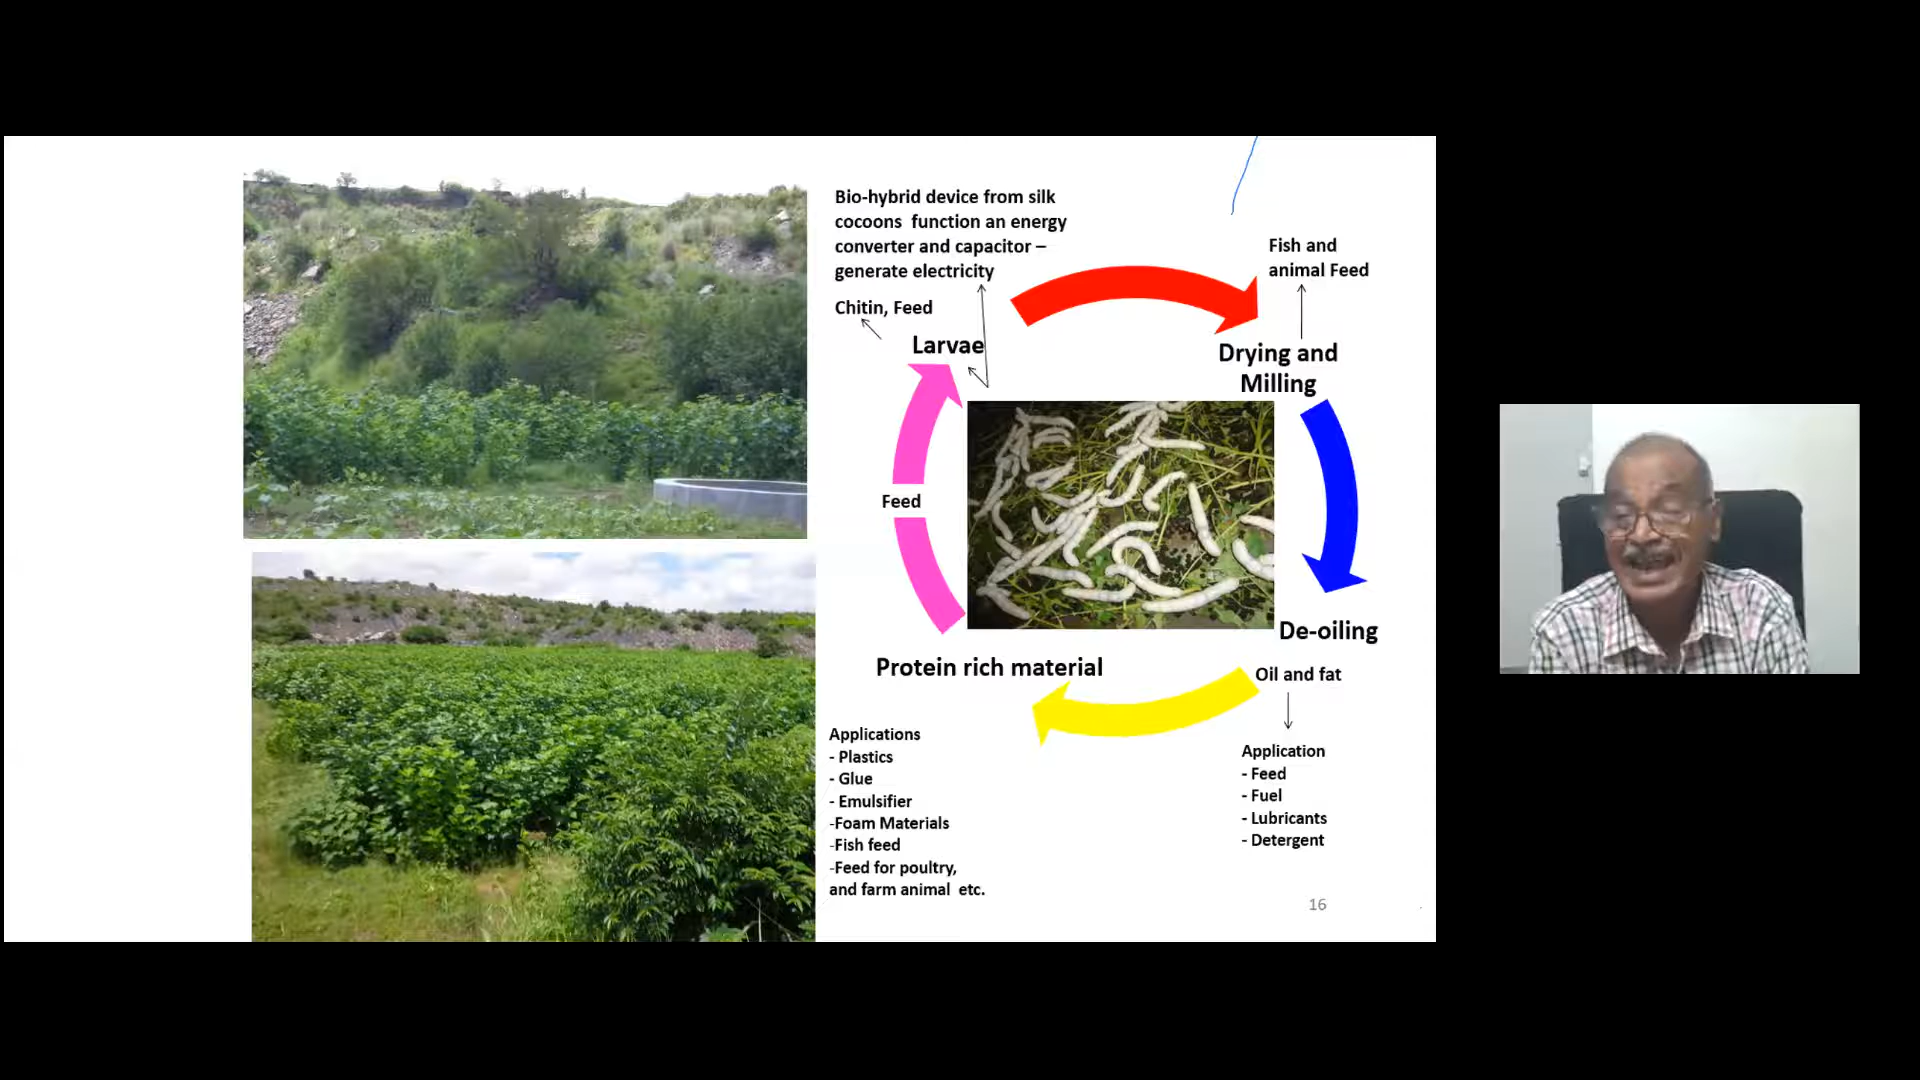 Bio-hybrid device from silk
cocoons  function an energy
converter and capacitor –
generate electricity
Chitin, Feed
Larvae
Fish and
animal Feed
Drying and
Milling
Feed
De-oiling
Protein rich material
Oil and fat
Applications
- Plastics
- Glue
- Emulsifier
-Foam Materials
-Fish feed
-Feed for poultry,
and farm animal  etc.
Application
- Feed
- Fuel
- Lubricants
- Detergent
16